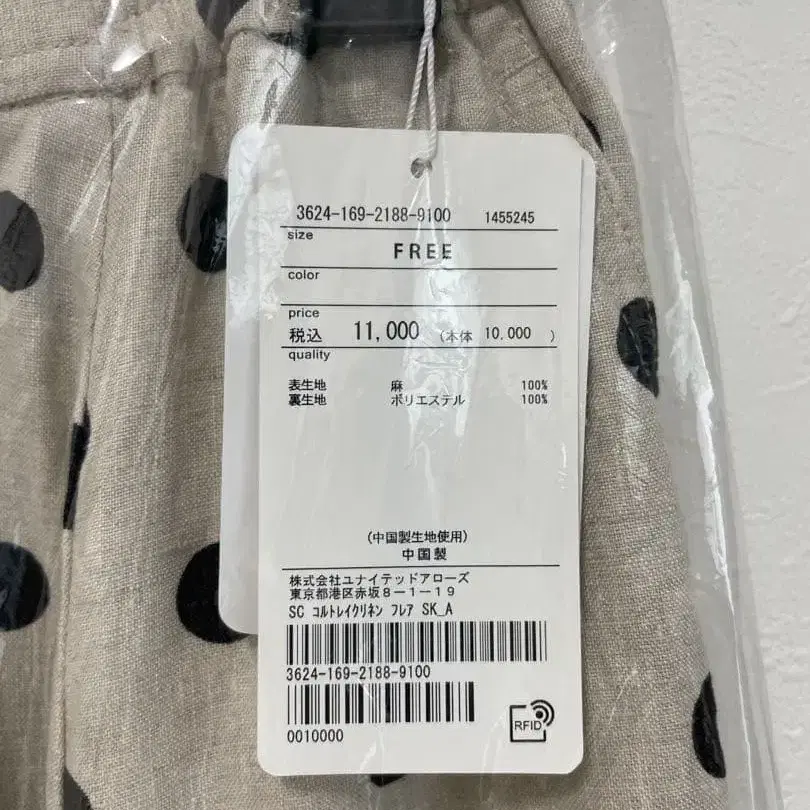 3624-169-2188-9100 1455245
size
FREE
color
price
税込 11,000 (本体 10,000 )
quality
表生地 麻 100%
裏生地 ポリエステル 100%
(中国製生地使用)
中国製
株式会社ユナイテッドアローズ
東京都港区赤坂8-1-19
SC コルトレイクリネン フレア SK_A
3624-169-2188-9100
0010000
RFID